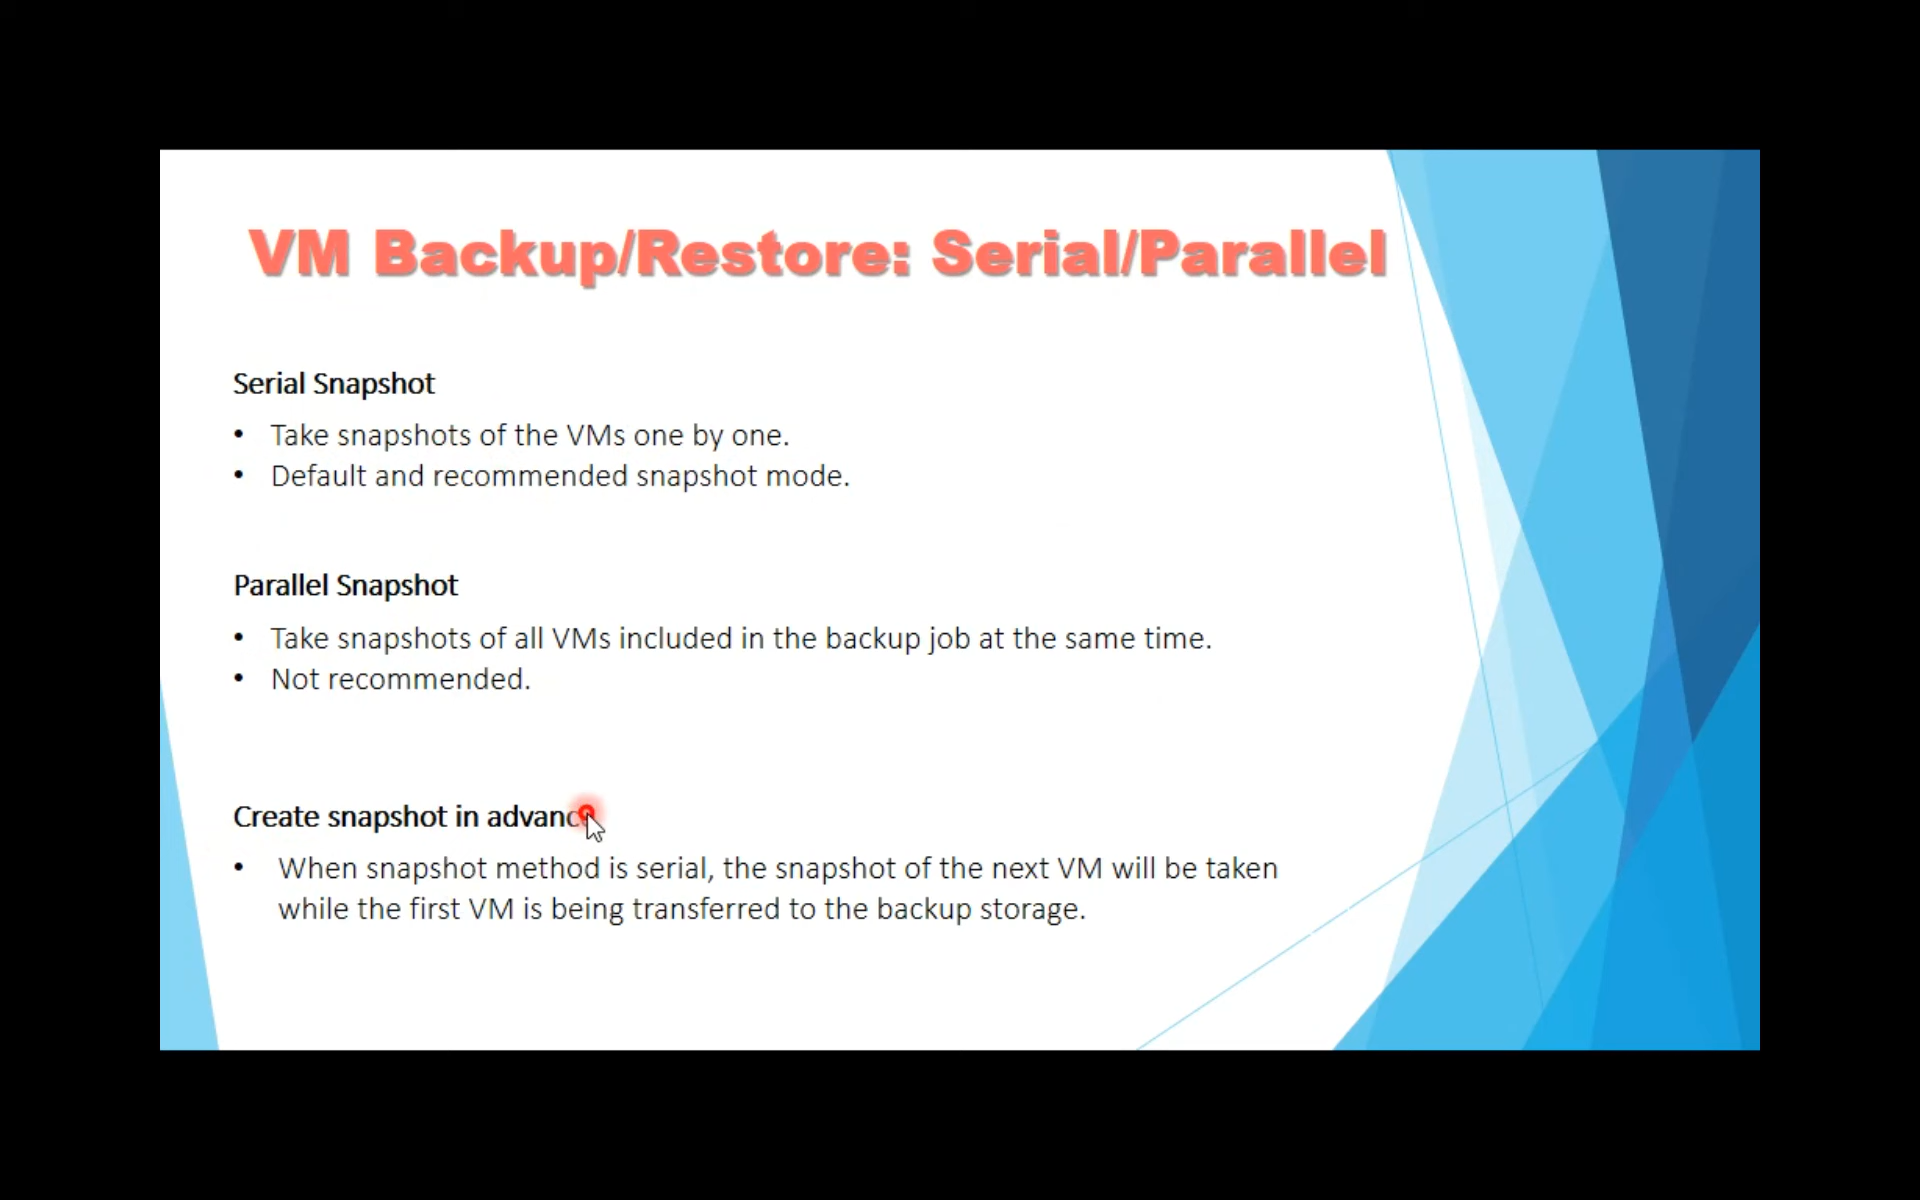 VM Backup/Restore: Serial/Parallel
Serial Snapshot
• Take snapshots of the VMs one by one.
• Default and recommended snapshot mode.
Parallel Snapshot
• Take snapshots of all VMs included in the backup job at the same time.
• Not recommended.
Create snapshot in advance
• When snapshot method is serial, the snapshot of the next VM will be taken
while the first VM is being transferred to the backup storage.